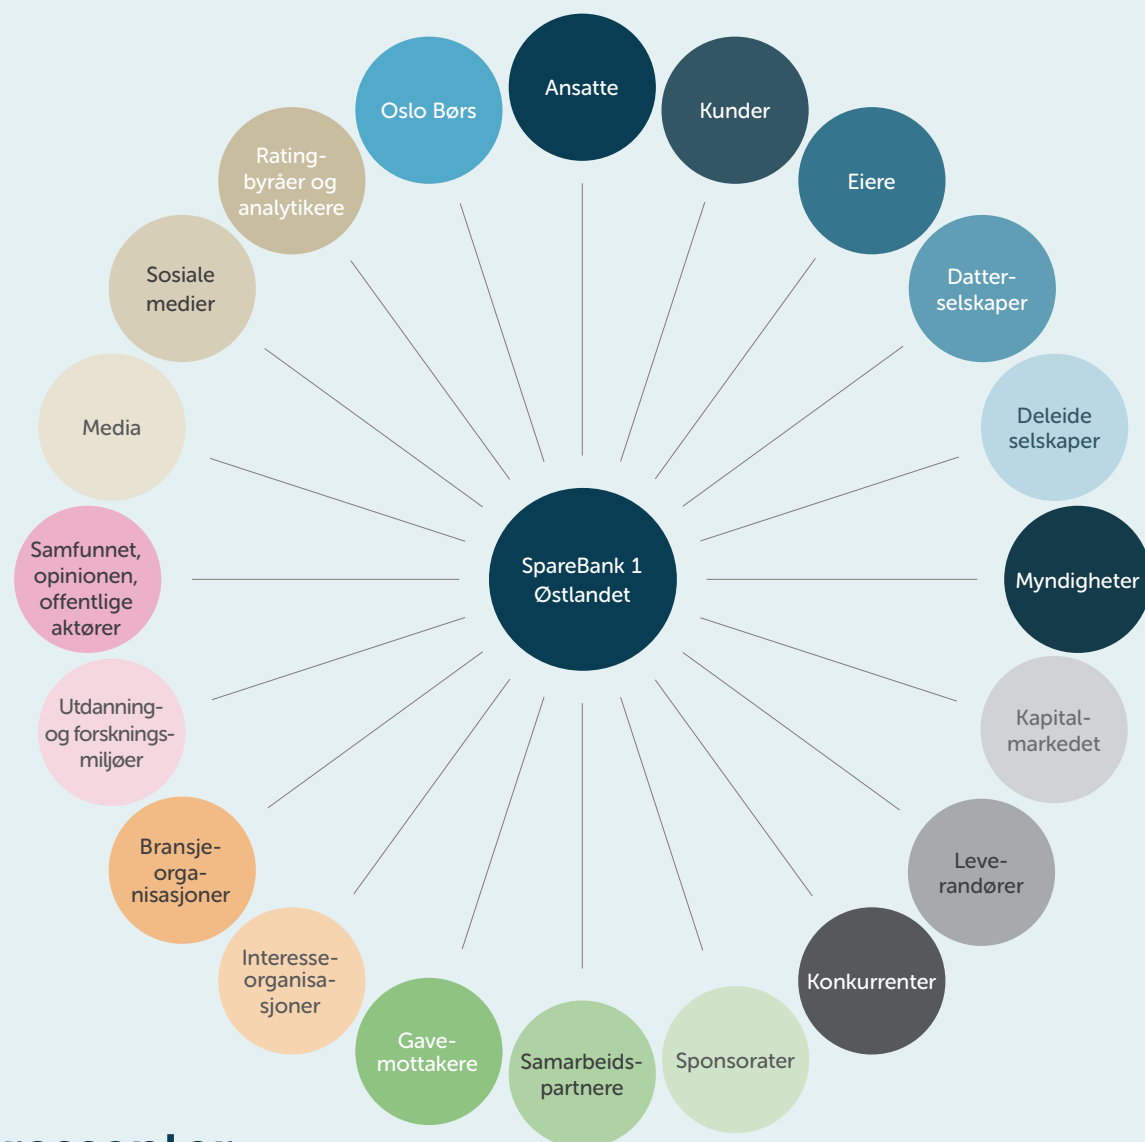 Ansatte
Kunder
Eiere
Datter-
selskaper
Deleide
selskaper
Myndigheter
Kapital-
markedet
Leve-
randører
Konkurrenter
Sponsorater
Samarbeids-
partnere
Gave-
mottakere
Interesse-
organisa-
sjoner
Bransje-
orga-
nisasjoner
Utdanning-
og forsknings-
miljøer
Samfunnet,
opinionen,
offentlige
aktører
Media
Sosiale
medier
Rating-
byråer og
analytikere
Oslo Børs
SpareBank 1
Østlandet